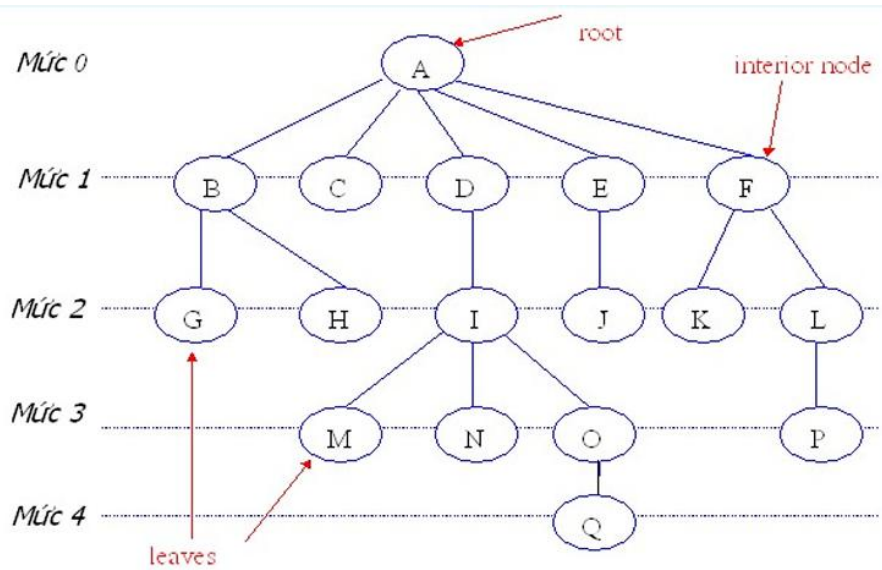 root
Mức 0
A
interior node
Mức 1
B C D E F
Mức 2
G H I J K L
Mức 3
M N O P
Mức 4
Q
leaves